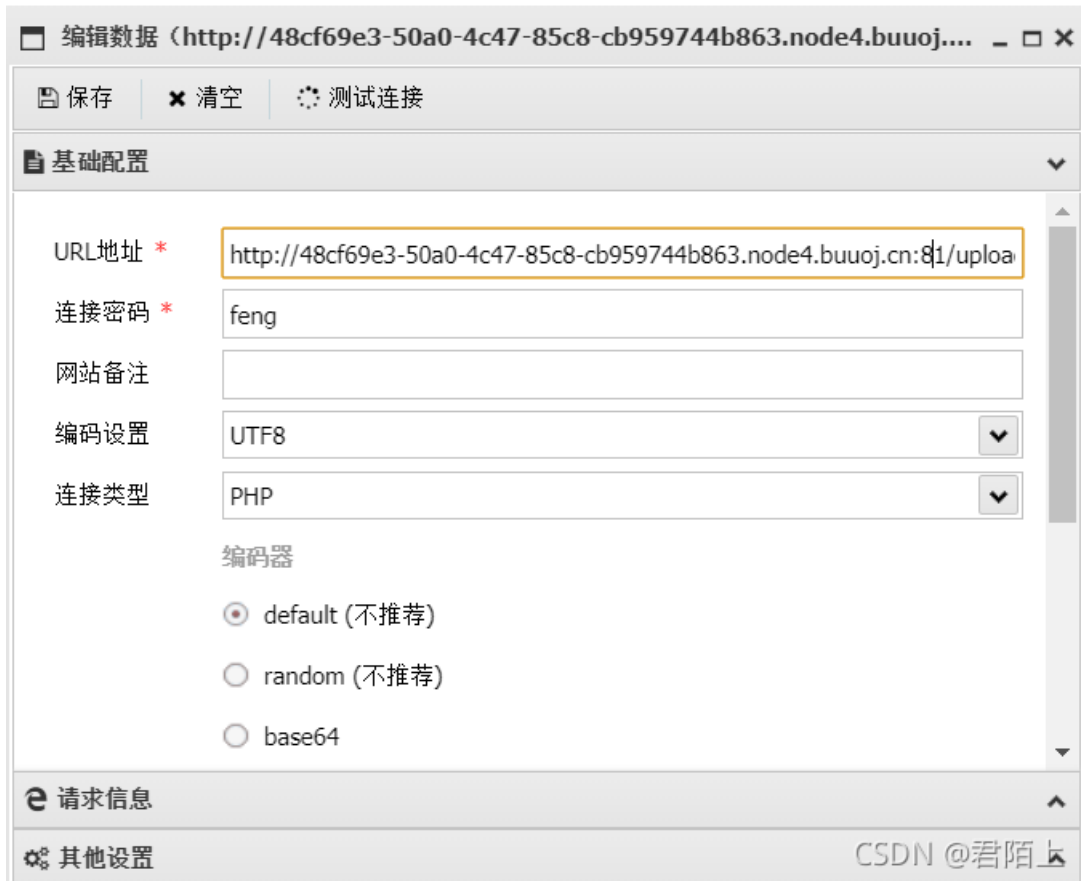 编辑数据（http://48cf69e3-50a0-4c47-85c8-cb959744b863.node4.buuoj....
保存 清空 测试连接
基础配置
URL地址 * http://48cf69e3-50a0-4c47-85c8-cb959744b863.node4.buuoj.cn:81/uploa
连接密码 * feng
网站备注
编码设置 UTF8
连接类型 PHP
编码器
default (不推荐)
random (不推荐)
base64
请求信息
其他设置
CSDN @君陌上